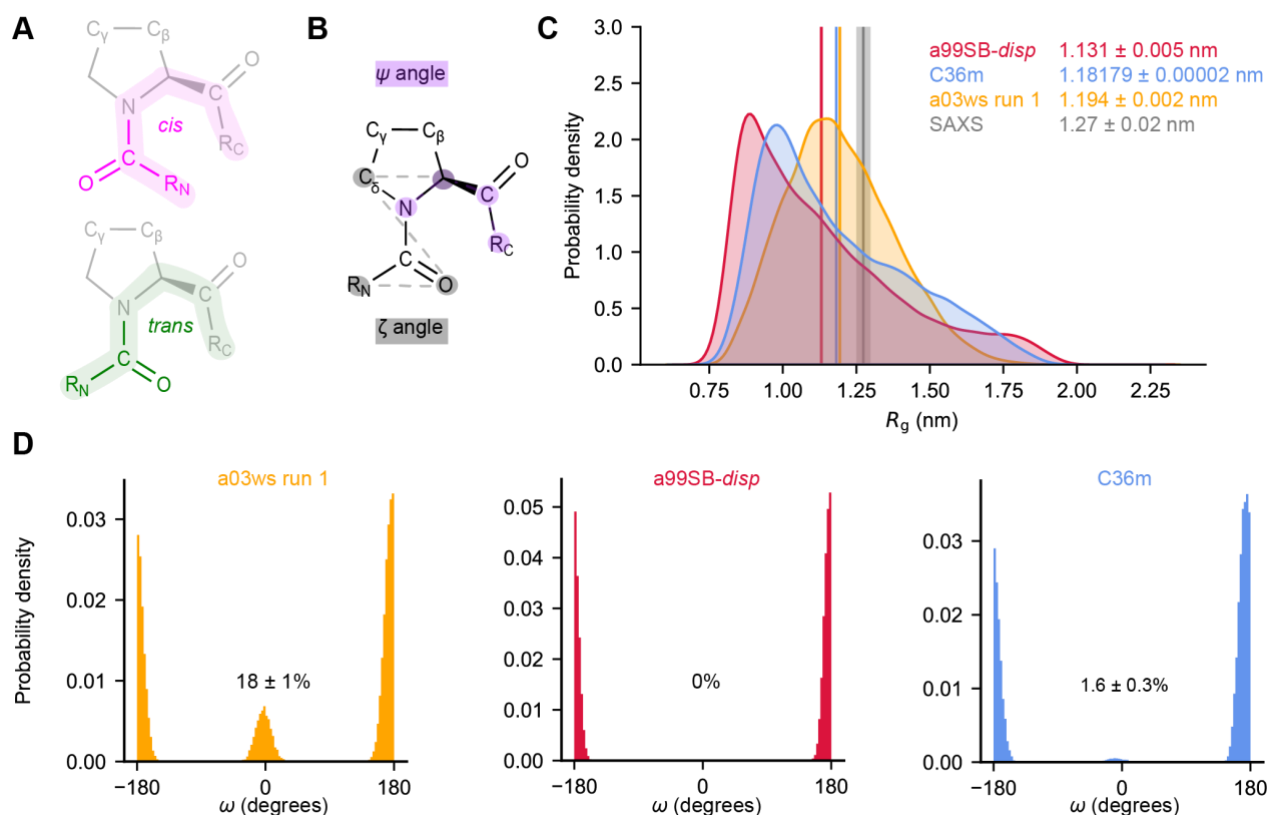 A
Cγ
Cβ
N
cis
C
O
RC
C
O
RN
Cγ
Cβ
N
trans
C
O
RC
C
RN
O
B
ψ angle
Cγ
Cβ
Cδ
N
C
O
RC
C
RN
O
ζ angle
C
3.0
2.5
2.0
1.5
1.0
0.5
0.0
Probability density
0.75 1.00 1.25 1.50 1.75 2.00 2.25
Rg (nm)
a99SB-disp 1.131 ± 0.005 nm
C36m 1.18179 ± 0.00002 nm
a03ws run 1 1.194 ± 0.002 nm
SAXS 1.27 ± 0.02 nm
D
a03ws run 1
Probability density
0.03
0.02
0.01
0.00
18 ± 1%
−180 0 180
ω (degrees)
a99SB-disp
0.05
0.04
0.03
0.02
0.01
0.00
0%
−180 0 180
ω (degrees)
C36m
0.03
0.02
0.01
0.00
1.6 ± 0.3%
−180 0 180
ω (degrees)